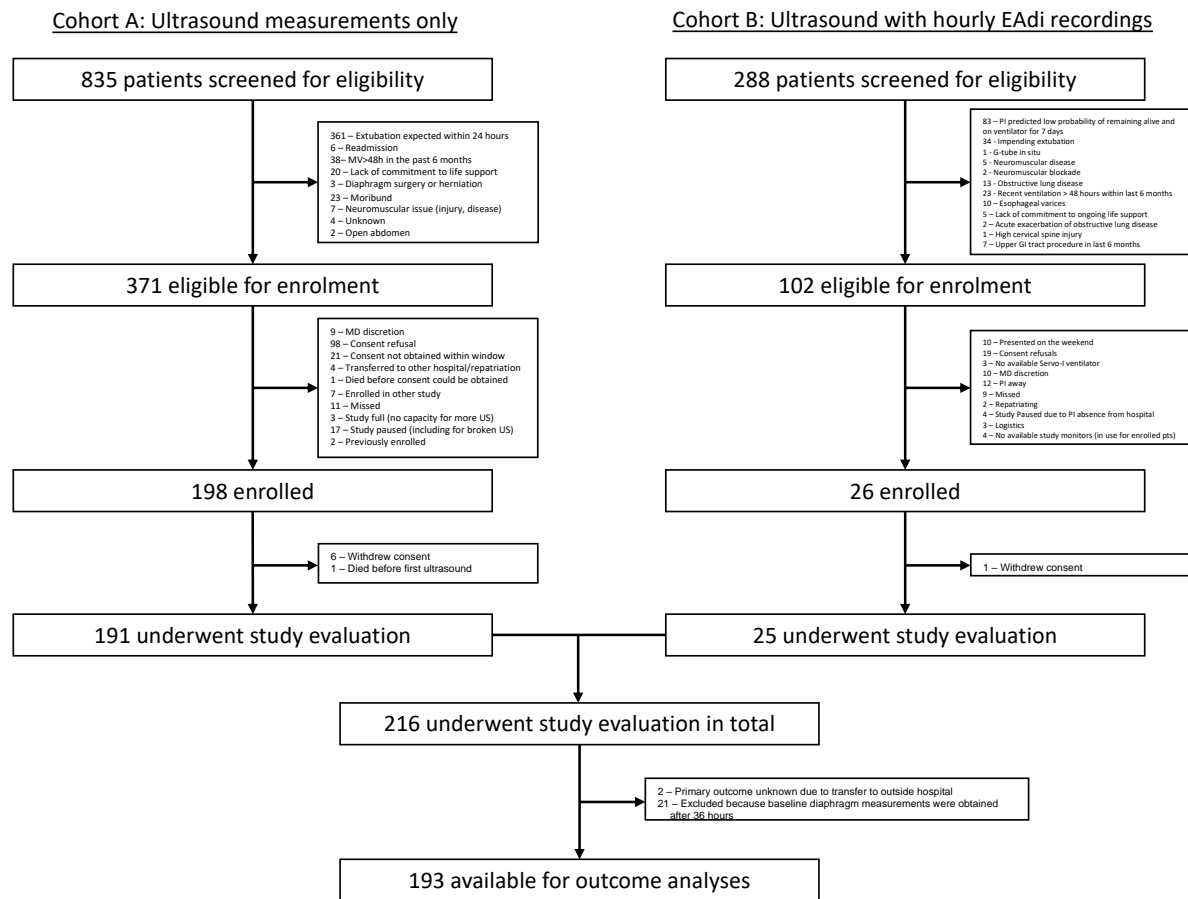 Cohort A: Ultrasound measurements only
835 patients screened for eligibility
361 – Extubation expected within 24 hours
6 – Readmission
38– MV>48h in the past 6 months
20 – Lack of commitment to life support
3 – Diaphragm surgery or herniation
23 – Moribund
7 – Neuromuscular issue (injury, disease)
4 – Unknown
2 – Open abdomen
371 eligible for enrolment
9 – MD discretion
98 – Consent refusal
21 – Consent not obtained within window
4 – Transferred to other hospital/repatriation
1 – Died before consent could be obtained
7 – Enrolled in other study
11 – Missed
3 – Study full (no capacity for more US)
17 – Study paused (including for broken US)
2 – Previously enrolled
198 enrolled
6 – Withdrew consent
1 – Died before first ultrasound
191 underwent study evaluation
Cohort B: Ultrasound with hourly EAdi recordings
288 patients screened for eligibility
83 – PI predicted low probability of remaining alive and
on ventilator for 7 days
34 - Impending extubation
1 - G-tube in situ
5 - Neuromuscular disease
2 - Neuromuscular blockade
13 - Obstructive lung disease
23 - Recent ventilation > 48 hours within last 6 months
10 – Esophageal varices
5 – Lack of commitment to ongoing life support
2 – Acute exacerbation of obstructive lung disease
1 – High cervical spine injury
7 – Upper GI tract procedure in last 6 months
102 eligible for enrolment
10 – Presented on the weekend
19 – Consent refusals
3 – No available Servo-I ventilator
10 – MD discretion
12 – PI away
9 – Missed
2 – Repatriating
4 – Study Paused due to PI absence from hospital
3 – Logistics
4 – No available study monitors (in use for enrolled pts)
26 enrolled
1 – Withdrew consent
25 underwent study evaluation
216 underwent study evaluation in total
2 – Primary outcome unknown due to transfer to outside hospital
21 – Excluded because baseline diaphragm measurements were obtained
after 36 hours
193 available for outcome analyses